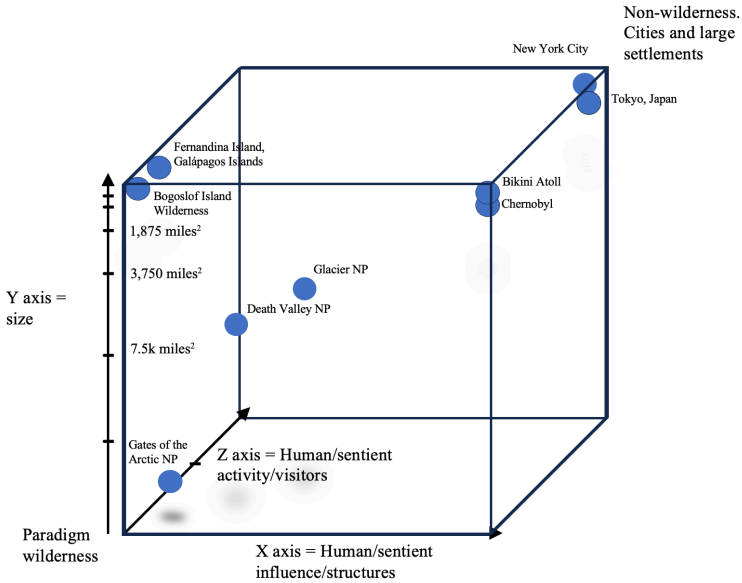 Non-wilderness.
Cities and large
settlements
New York City
Tokyo, Japan
Fernandina Island,
Galápagos Islands
Bikini Atoll
Bogoslof Island
Wilderness
Chernobyl
1,875 miles²
Glacier NP
3,750 miles²
Y axis =
size
Death Valley NP
7.5k miles²
Gates of the
Arctic NP
Z axis = Human/sentient
activity/visitors
Paradigm
wilderness
X axis = Human/sentient
influence/structures